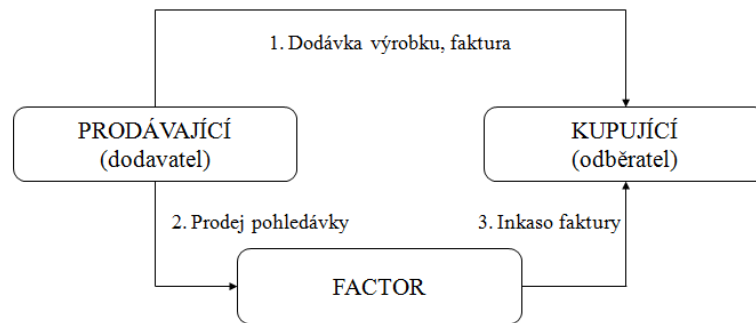 1. Dodávka výrobku, faktura
PRODÁVAJÍCÍ
(dodavatel)
KUPUJÍCÍ
(odběratel)
2. Prodej pohledávky
3. Inkaso faktury
FACTOR